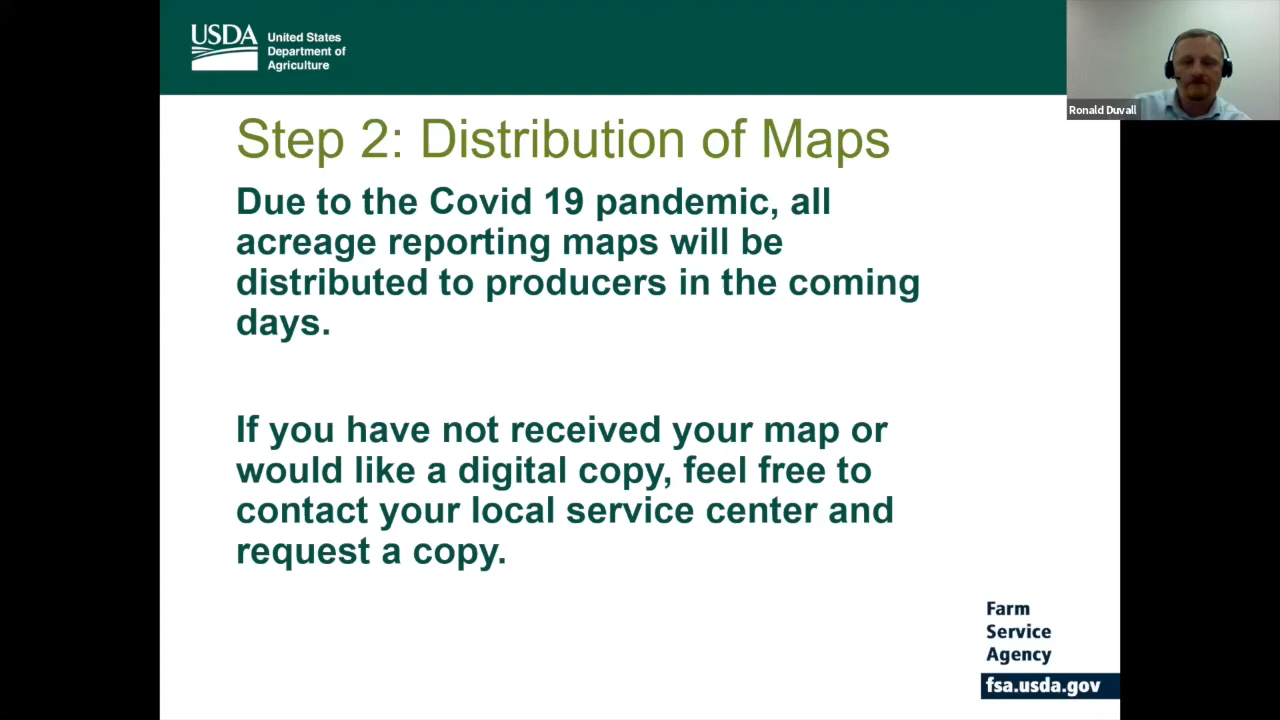 USDA
United States
Department of
Agriculture
Ronald Duvall
Step 2: Distribution of Maps
Due to the Covid 19 pandemic, all
acreage reporting maps will be
distributed to producers in the coming
days.
If you have not received your map or
would like a digital copy, feel free to
contact your local service center and
request a copy.
Farm
Service
Agency
fsa.usda.gov